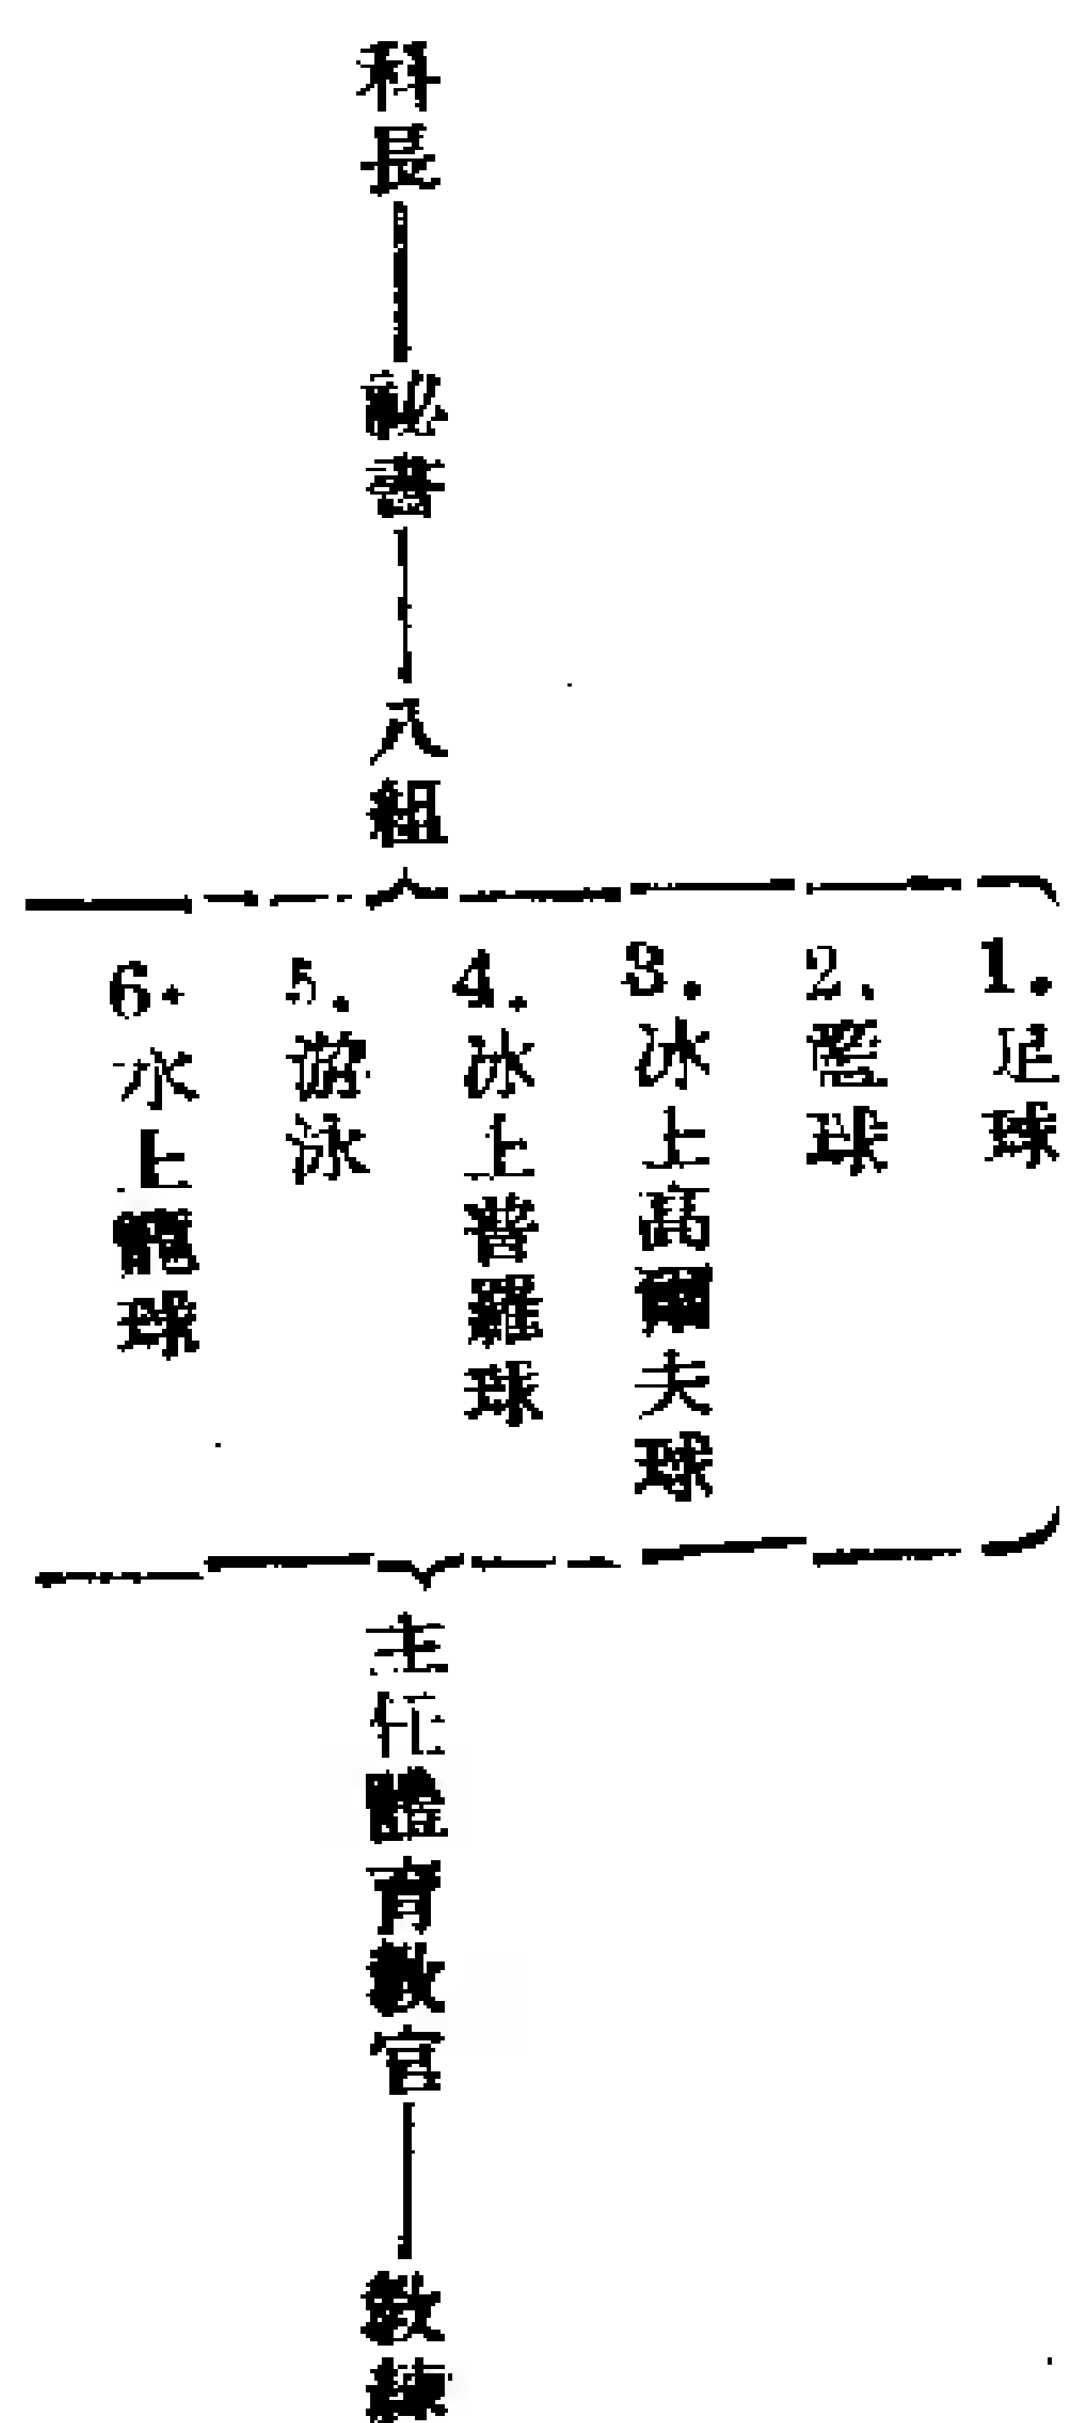 科長——秘書——八組
1.足球
2.籃球
3.冰上高爾夫球
4.冰上普羅球
5.游泳
6.水上籠球
主任體育教官——教練